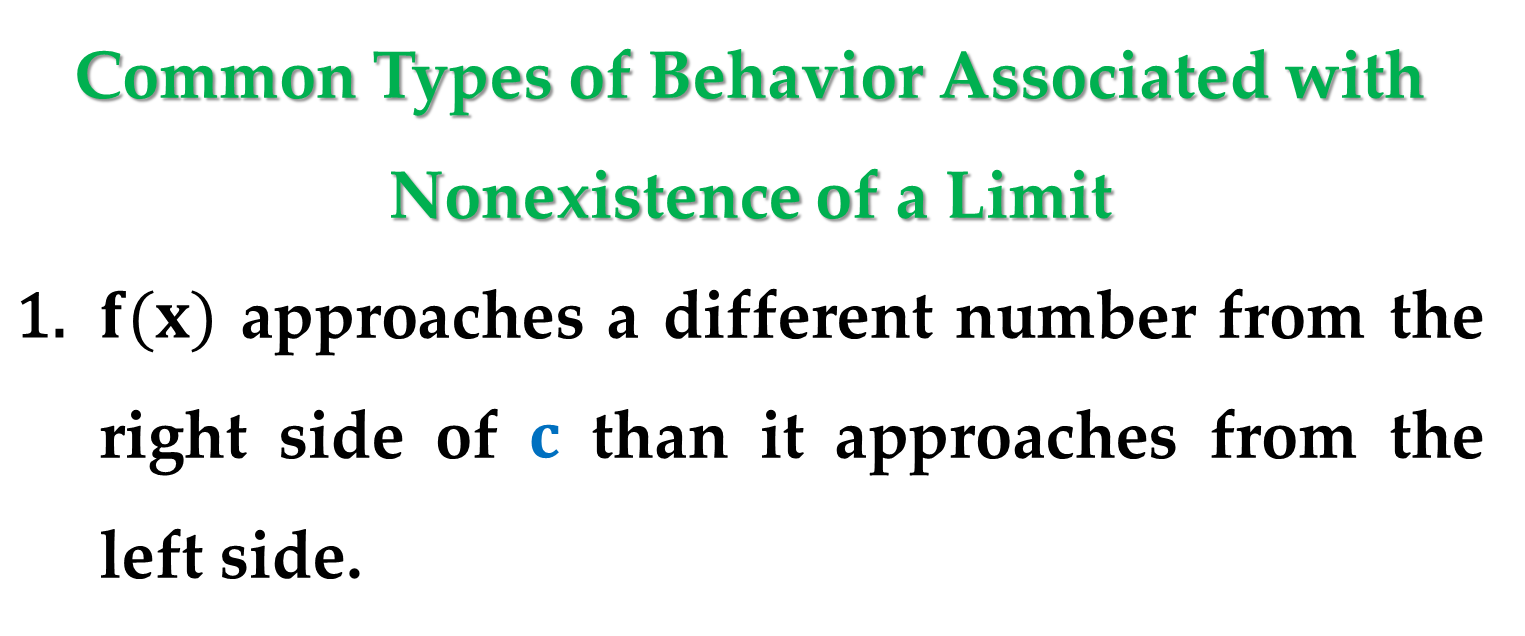 Common Types of Behavior Associated with
Nonexistence of a Limit
1. f(x) approaches a different number from the
right side of c than it approaches from the
left side.